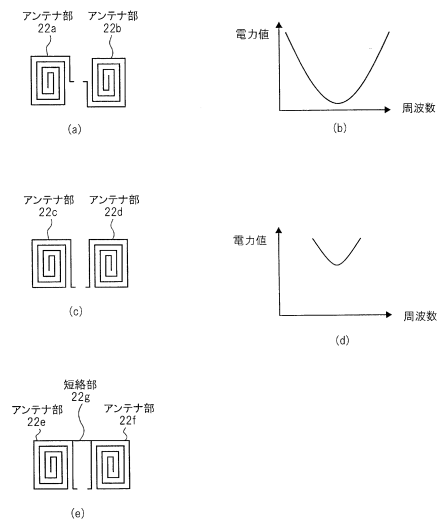 アンテナ部 アンテナ部
22a 22b
(a)
電力値
周波数
(b)
アンテナ部 アンテナ部
22c 22d
(c)
電力値
周波数
(d)
短絡部
22g
アンテナ部 アンテナ部
22e 22f
(e)